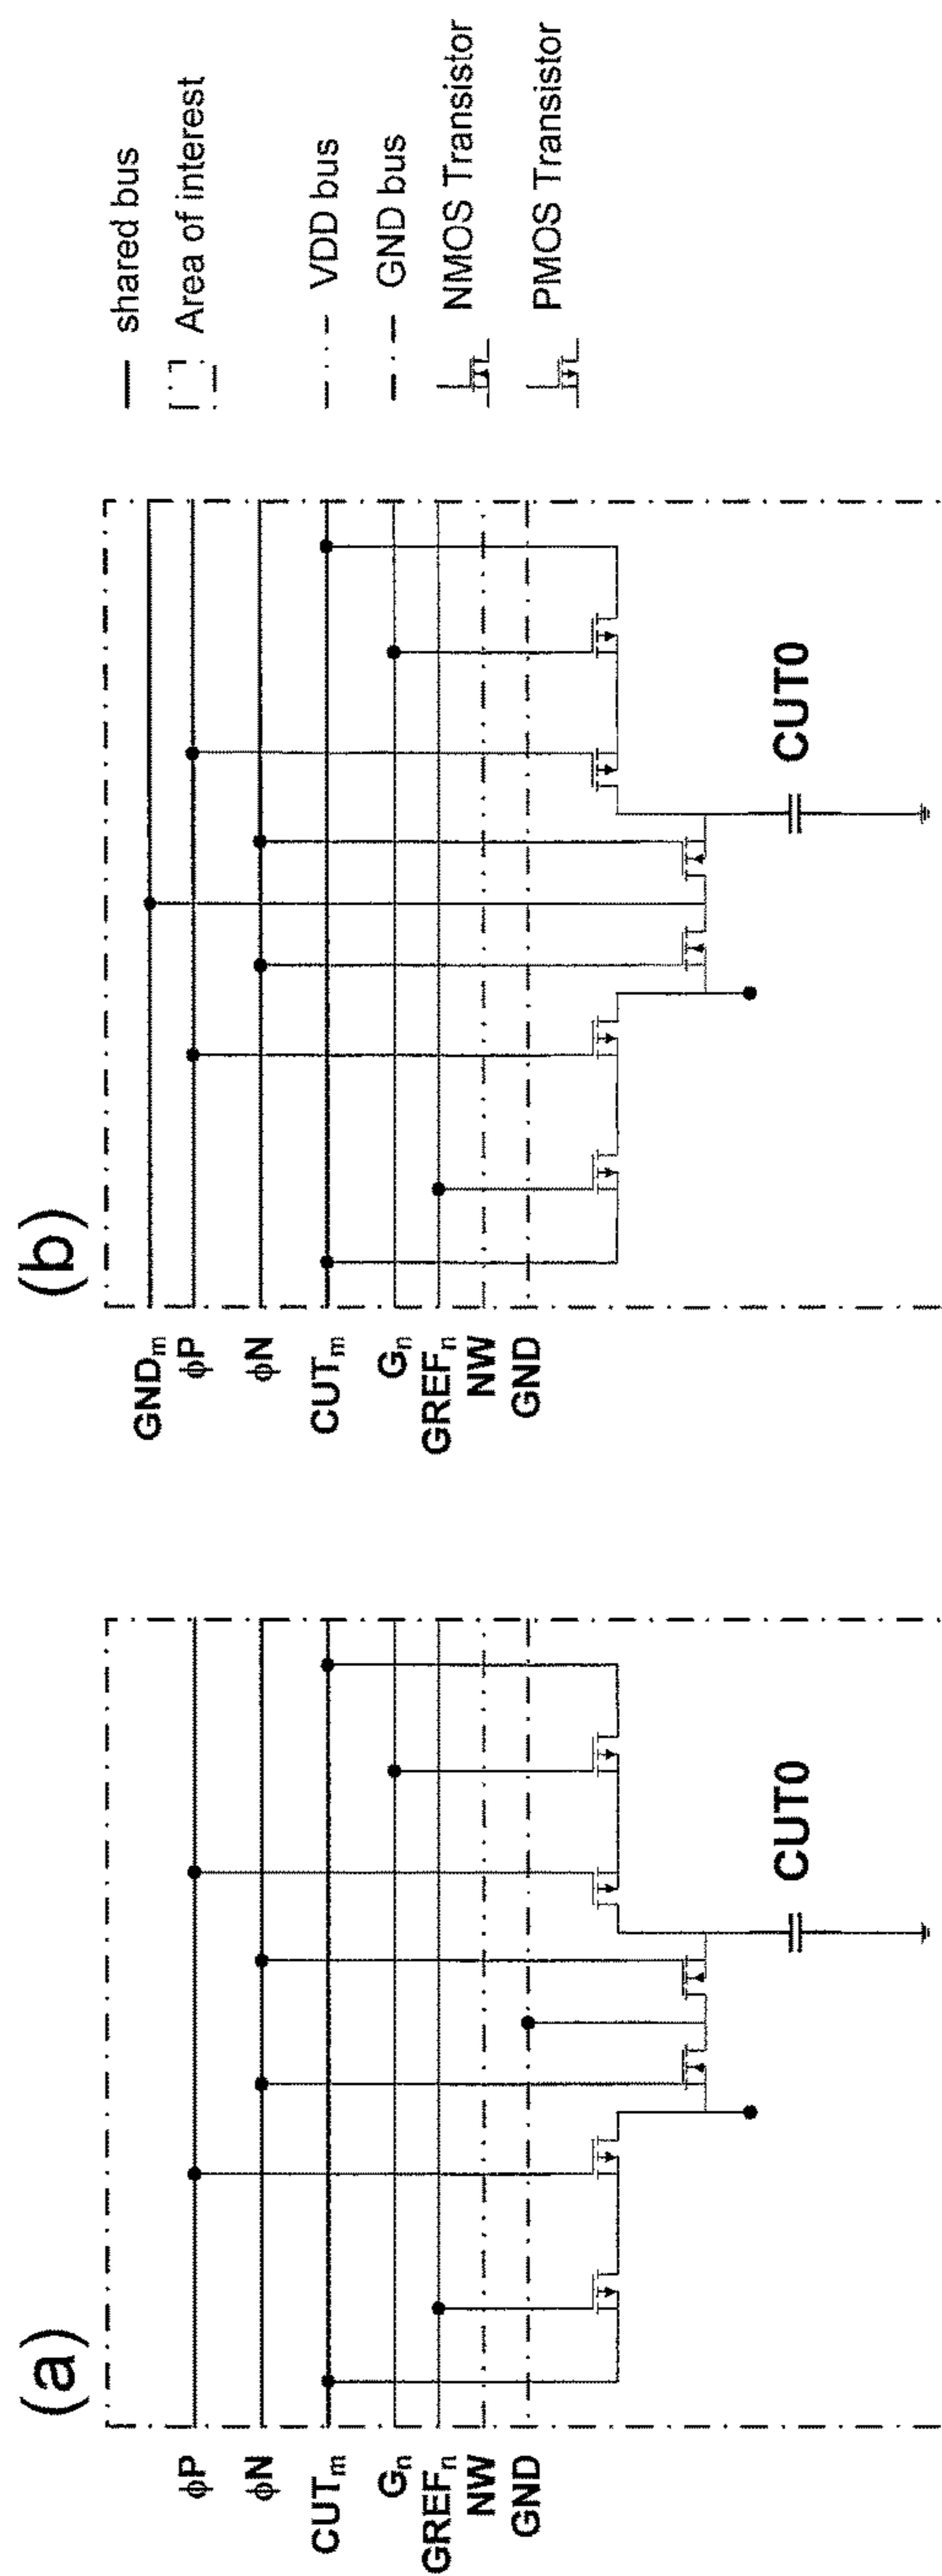 (a)
ϕP
ϕN
CUTm
Gn
GREFn
NW
GND
CUT0
(b)
GNDm
ϕP
ϕN
CUTm
Gn
GREFn
NW
GND
CUT0
shared bus
Area of interest
VDD bus
GND bus
NMOS Transistor
PMOS Transistor